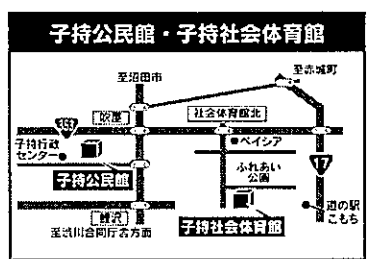 子持公民館・子持社会体育館
至沼田市
至赤城町
吹屋
社会体育館北
353
ベイシア
子持行政
センター
17
ふれあい
公園
子持公民館
鯉沢
子持社会体育館
道の駅
こもち
至渋川合同庁舎方面